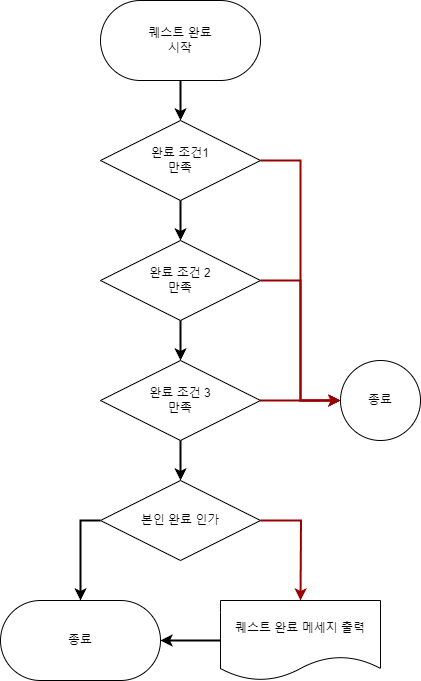 퀘스트 완료
시작
완료 조건1
만족
완료 조건 2
만족
완료 조건 3
만족
종료
본인 완료 인가
종료
퀘스트 완료 메세지 출력